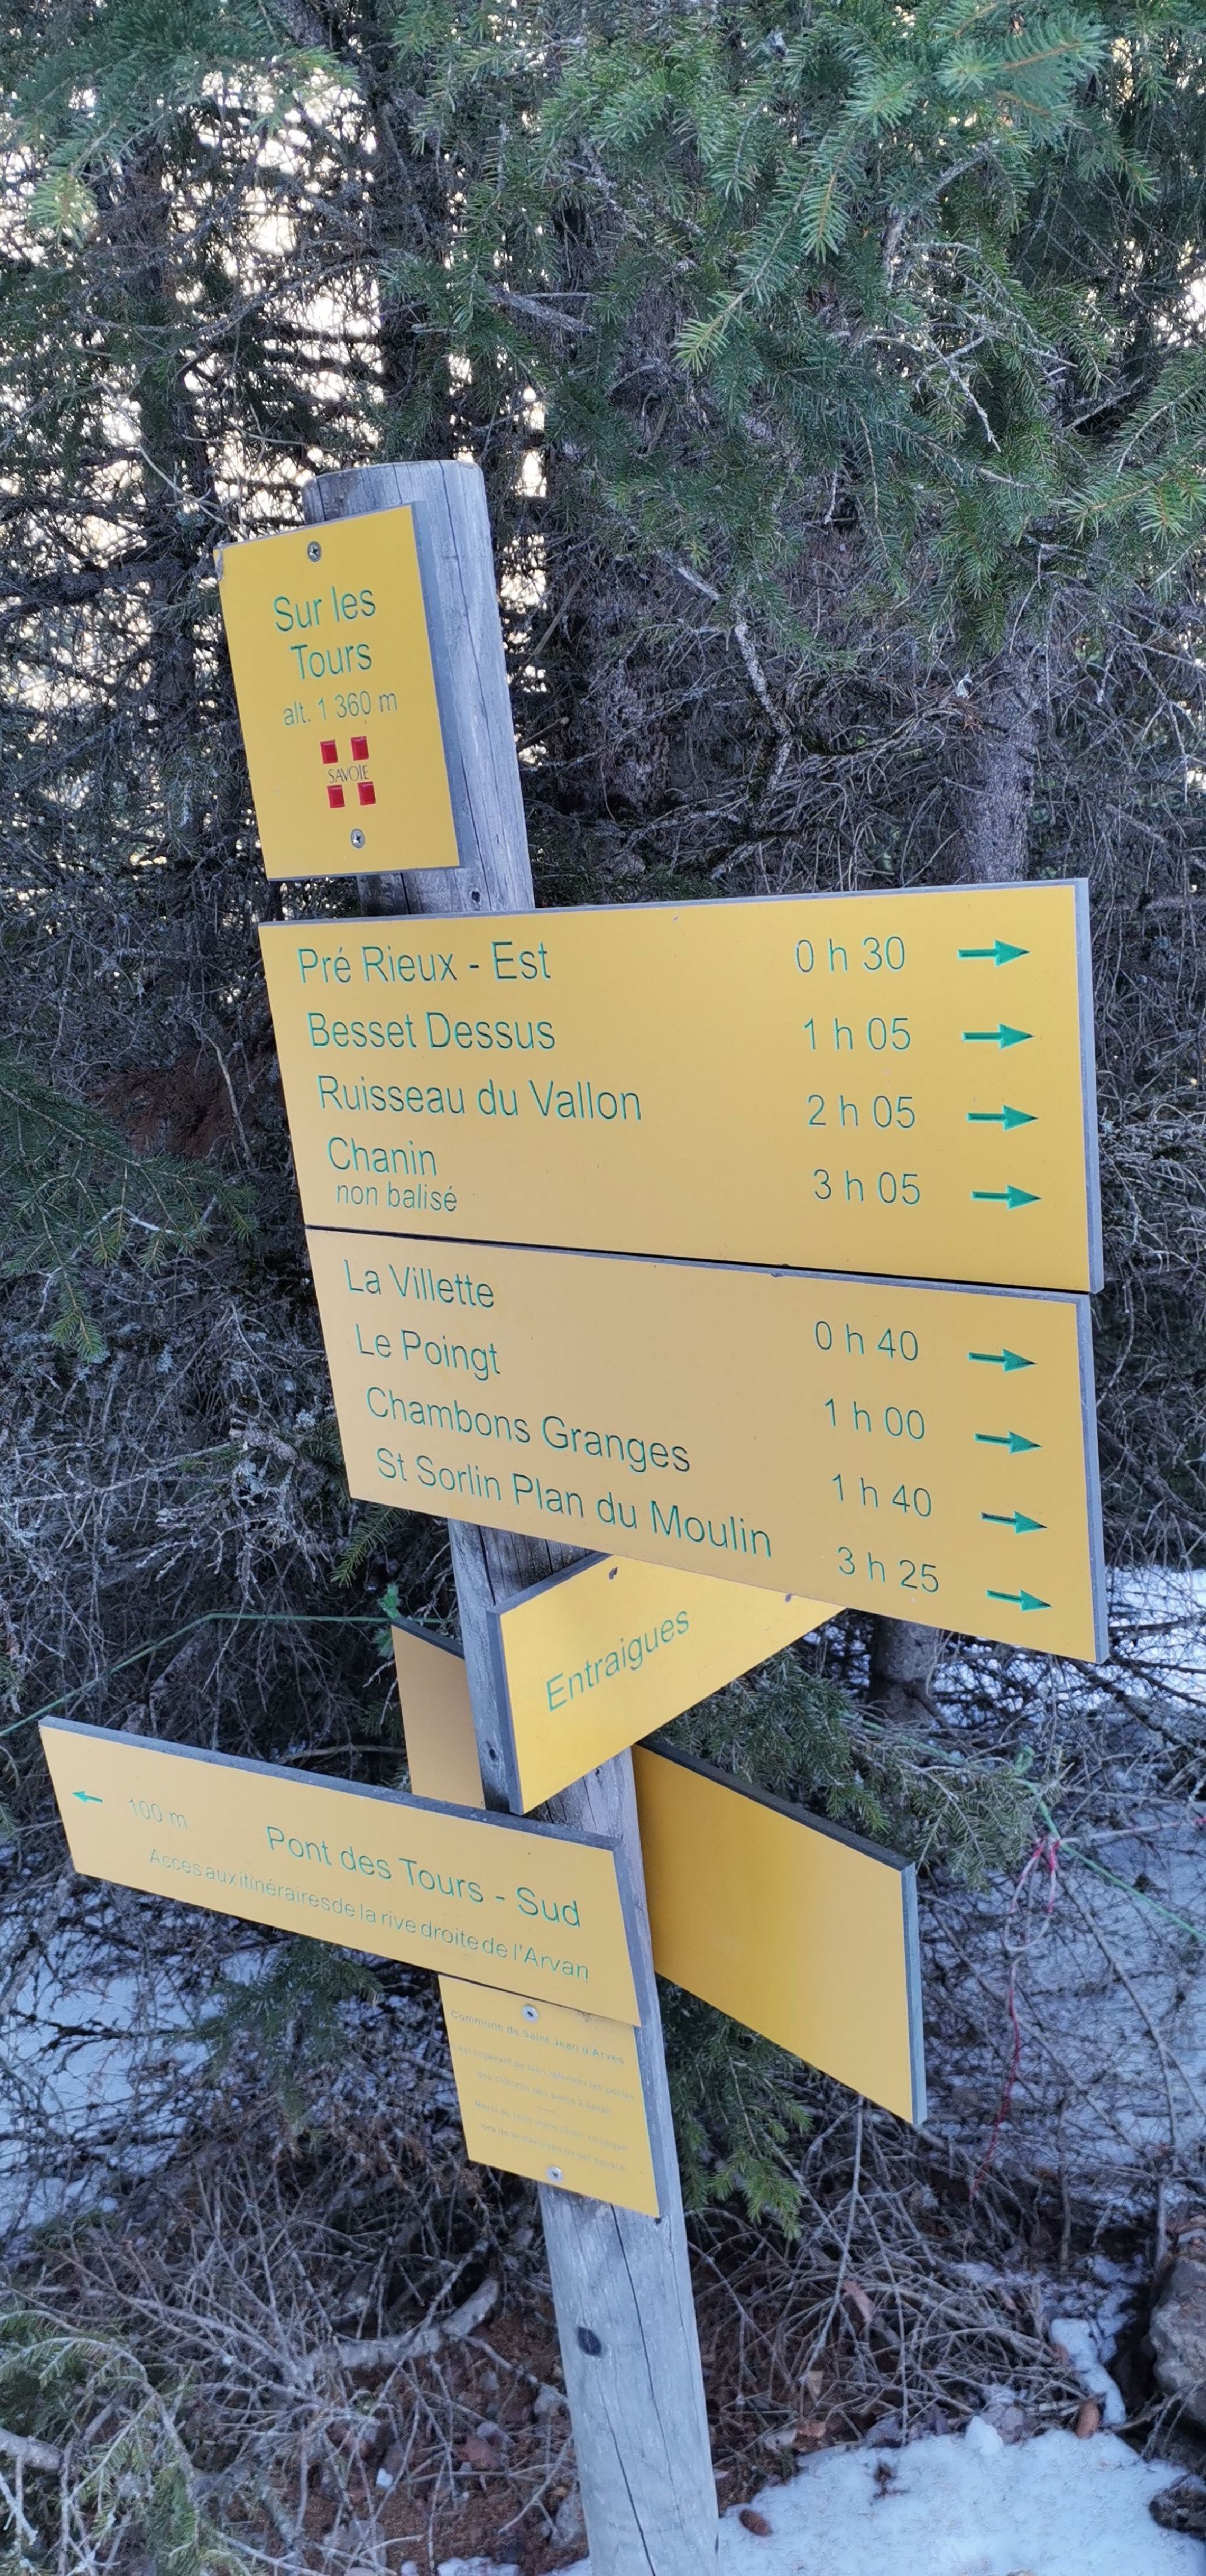 Sur les
Tours
alt. 1 360 m
SAVOIE
Pré Rieux - Est 0 h 30
Besset Dessus 1 h 05
Ruisseau du Vallon 2 h 05
Chanin 3 h 05
non balisé
La Villette 0 h 40
Le Poingt 1 h 00
Chambons Granges 1 h 40
St Sorlin Plan du Moulin 3 h 25
Entraigues
100 m Pont des Tours - Sud
Accès aux itinéraires de la rive droite de l'Arvan
Commune de Saint Jean d'Arves